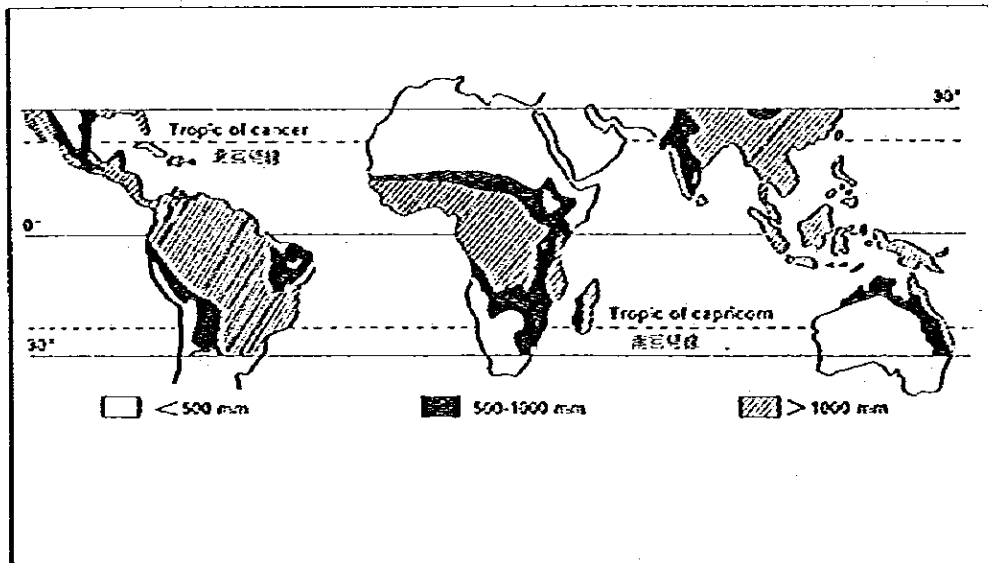 30°
Tropic of cancer
0°
Tropic of capricorn
30°
<500 mm
500-1000 mm
>1000 mm